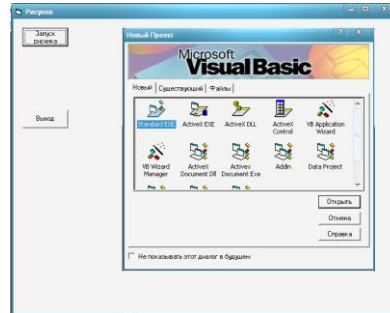 Рисунок
Запуск
рисунка
Выход
Новый Проект
Microsoft
Visual Basic
Новый
Существующий
Файлы
Standard EXE
ActiveX EXE
ActiveX DLL
ActiveX
Control
VB Application
Wizard
VB Wizard
Manager
ActiveX
Document Dll
Activex
Document Exe
Addin
Data Project
Открыть
Отмена
Справка
Не показывать этот диалог в будущем